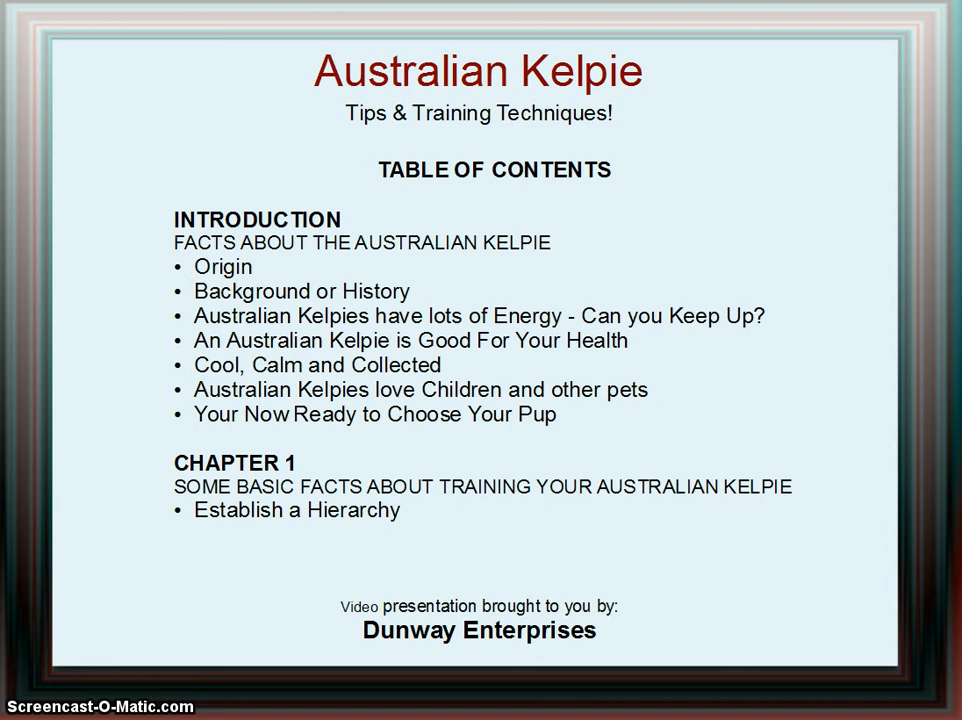 Australian Kelpie
Tips & Training Techniques!
TABLE OF CONTENTS
INTRODUCTION
FACTS ABOUT THE AUSTRALIAN KELPIE
• Origin
• Background or History
• Australian Kelpies have lots of Energy - Can you Keep Up?
• An Australian Kelpie is Good For Your Health
• Cool, Calm and Collected
• Australian Kelpies love Children and other pets
• Your Now Ready to Choose Your Pup
CHAPTER 1
SOME BASIC FACTS ABOUT TRAINING YOUR AUSTRALIAN KELPIE
• Establish a Hierarchy
Video presentation brought to you by:
Dunway Enterprises
Screencast-O-Matic.com